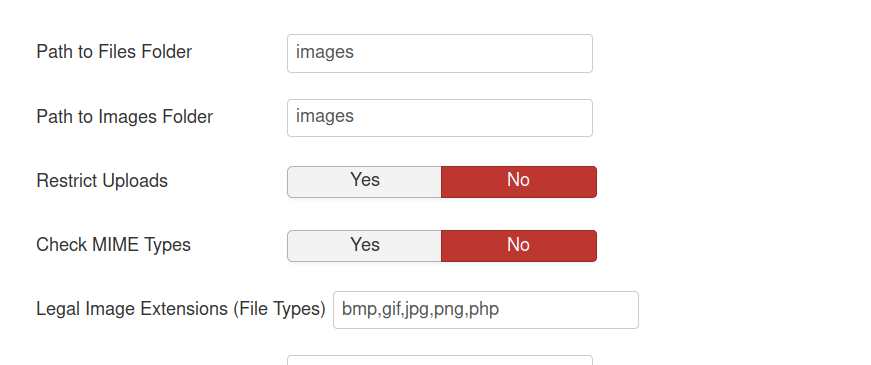 Path to Files Folder images
Path to Images Folder images
Restrict Uploads Yes No
Check MIME Types Yes No
Legal Image Extensions (File Types) bmp,gif,jpg,png,php